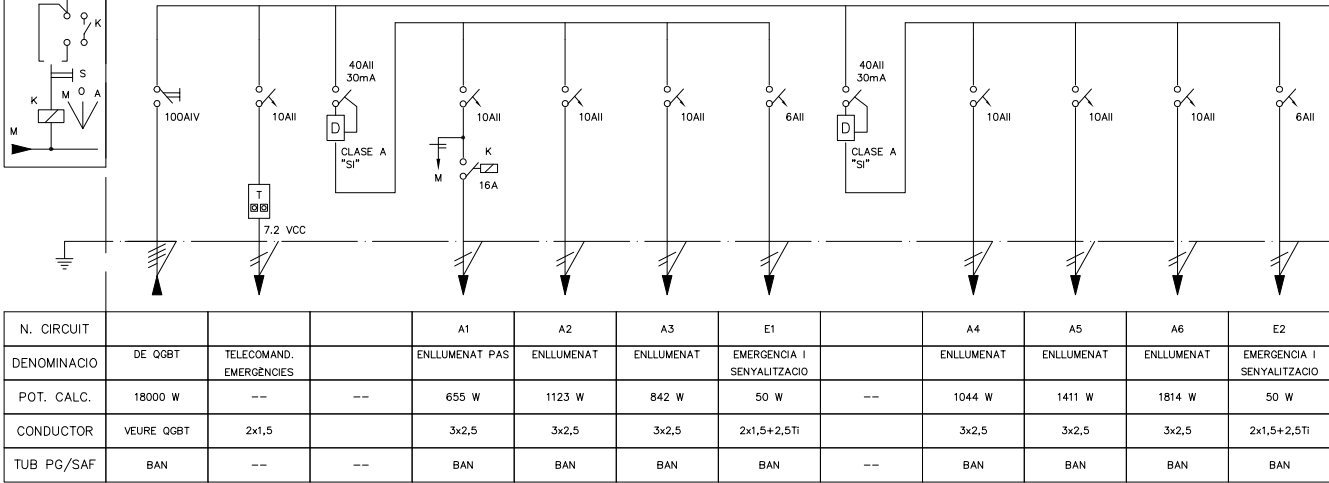 K
S
K M O A
M
100AIV
10AII
40AII
30mA
D
CLASE A
"SI"
10AII
K
M
16A
10AII
10AII
6AII
40AII
30mA
D
CLASE A
"SI"
10AII
10AII
10AII
6AII
T
7.2 VCC
N. CIRCUIT A1 A2 A3 E1 A4 A5 A6 E2
DENOMINACIO DE QGBT TELECOMAND. EMERGÈNCIES ENLLUMENAT PAS ENLLUMENAT ENLLUMENAT EMERGENCIA I SENYALITZACIO ENLLUMENAT ENLLUMENAT ENLLUMENAT EMERGENCIA I SENYALITZACIO
POT. CALC. 18000 W -- -- 655 W 1123 W 842 W 50 W -- 1044 W 1411 W 1814 W 50 W
CONDUCTOR VEURE QGBT 2x1,5 3x2,5 3x2,5 3x2,5 2x1,5+2,5Ti 3x2,5 3x2,5 3x2,5 2x1,5+2,5Ti
TUB PG/SAF BAN -- -- BAN BAN BAN BAN -- BAN BAN BAN BAN